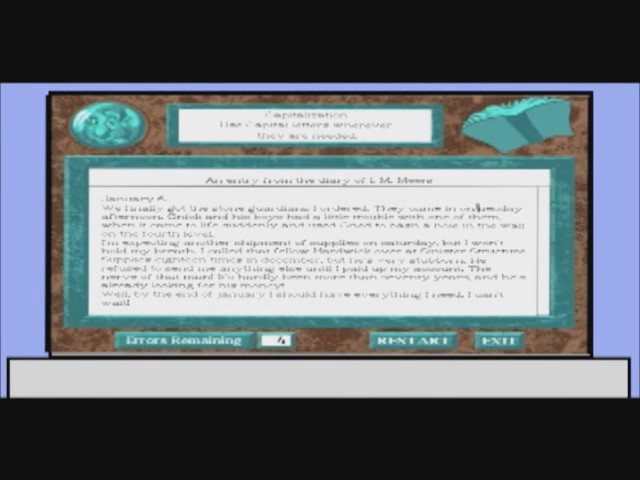 Capitalization
Use Capital letters wherever
they are needed.
An entry from the diary of I. M. Meens
January 6
We finally got the stone guardians I ordered. They came in on
afternoon. and his boys had a little trouble with one of them,
when it came to life suddenly and used to bash a hole in the wall
on the fourth level.
I'm expecting another shipment of supplies on saturday, but I won't
hold my breath. I called that fellow Hardwick over at Sinister Structure
Supplies eighteen times in december, but he's very stubborn. He
refused to send me anything else until I paid up my account. The
nerve of that man! It's hardly been more than seventy years, and he's
already looking for his money!
Well, by the end of january I should have everything I need. I can't
wait!
Errors Remaining 4
RESTART
EXIT